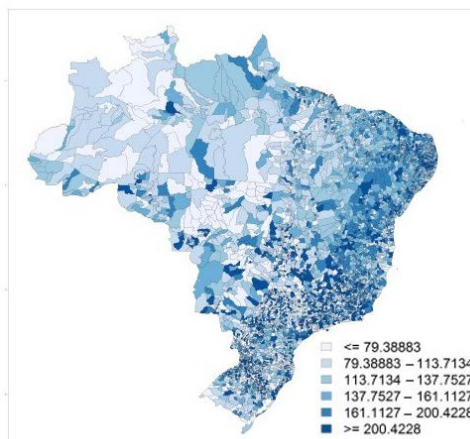 <= 79.38883
79.38883 – 113.7134
113.7134 – 137.7527
137.7527 – 161.1127
161.1127 – 200.4228
>= 200.4228